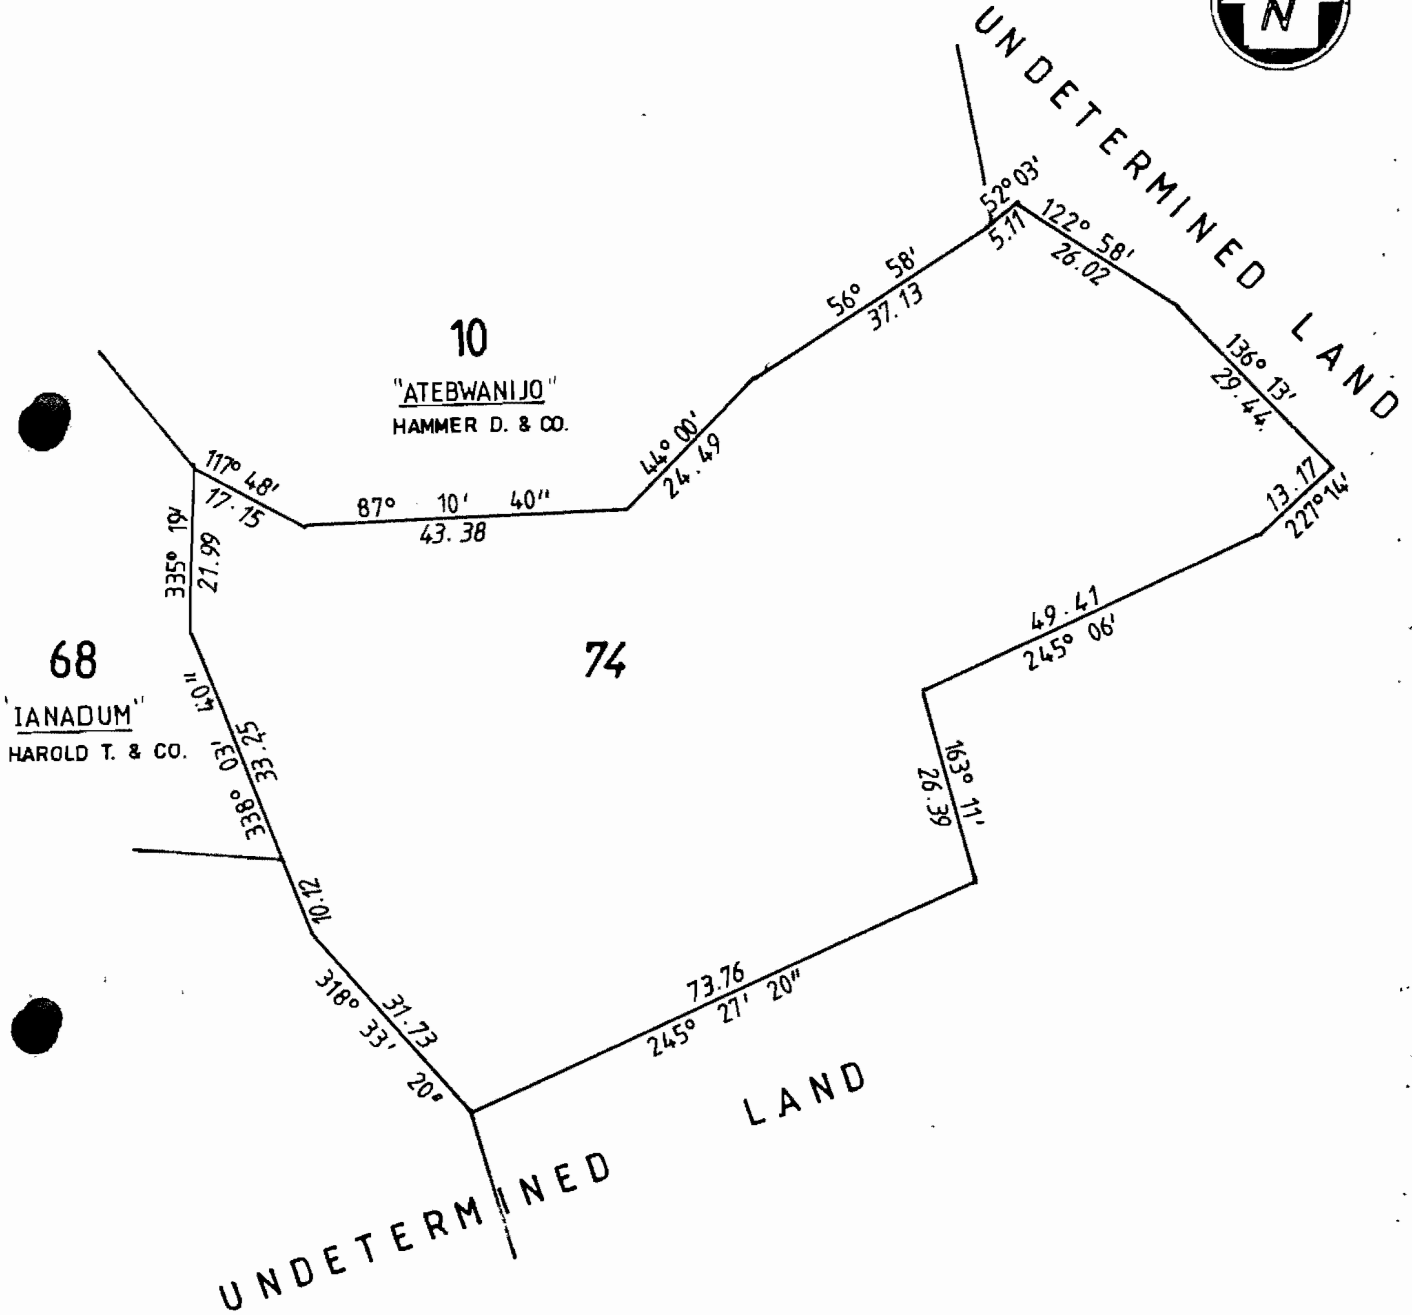 N
UNDETERMINED LAND
52° 03'
5.11
122° 58'
26.02
56° 58'
37.13
136° 13'
29.44.
10
"ATEBWANIJO"
HAMMER D. & CO.
44° 00'
24.49
117° 48'
17.15
87° 10' 40"
43.38
13.17
227° 14'
335° 19'
21.99
49.41
245° 06'
68
"IANADUM"
HAROLD T. & CO.
74
338° 03' 40"
33.25
163° 11'
26.39
10.12
318° 33' 20"
31.73
73.76
245° 27' 20"
UNDETERMINED LAND